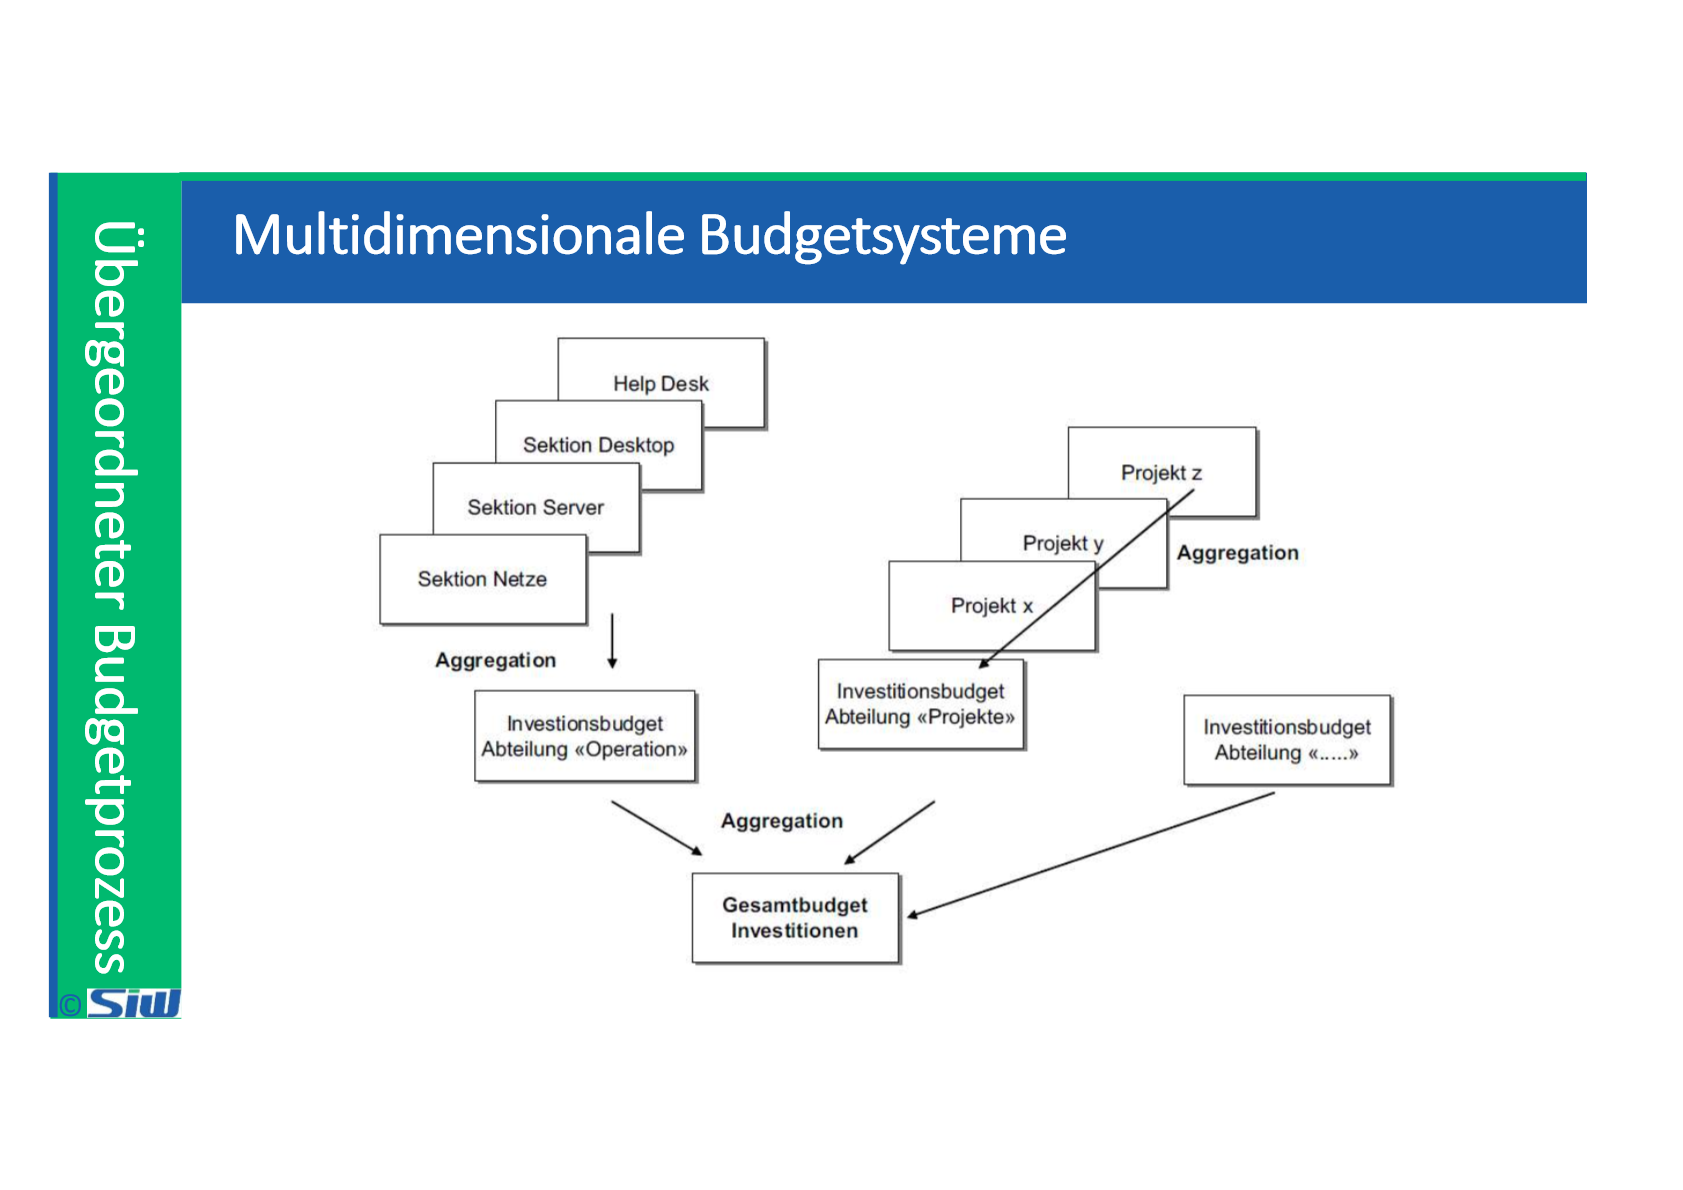 Übergeordneter Budgetprozess
Multidimensionale Budgetsysteme
Help Desk
Sektion Desktop
Sektion Server
Sektion Netze
Aggregation
Investionsbudget
Abteilung «Operation»
Projekt z
Projekt y
Projekt x
Aggregation
Investitionsbudget
Abteilung «Projekte»
Investitionsbudget
Abteilung «.....»
Aggregation
Gesamtbudget
Investitionen
© SIW